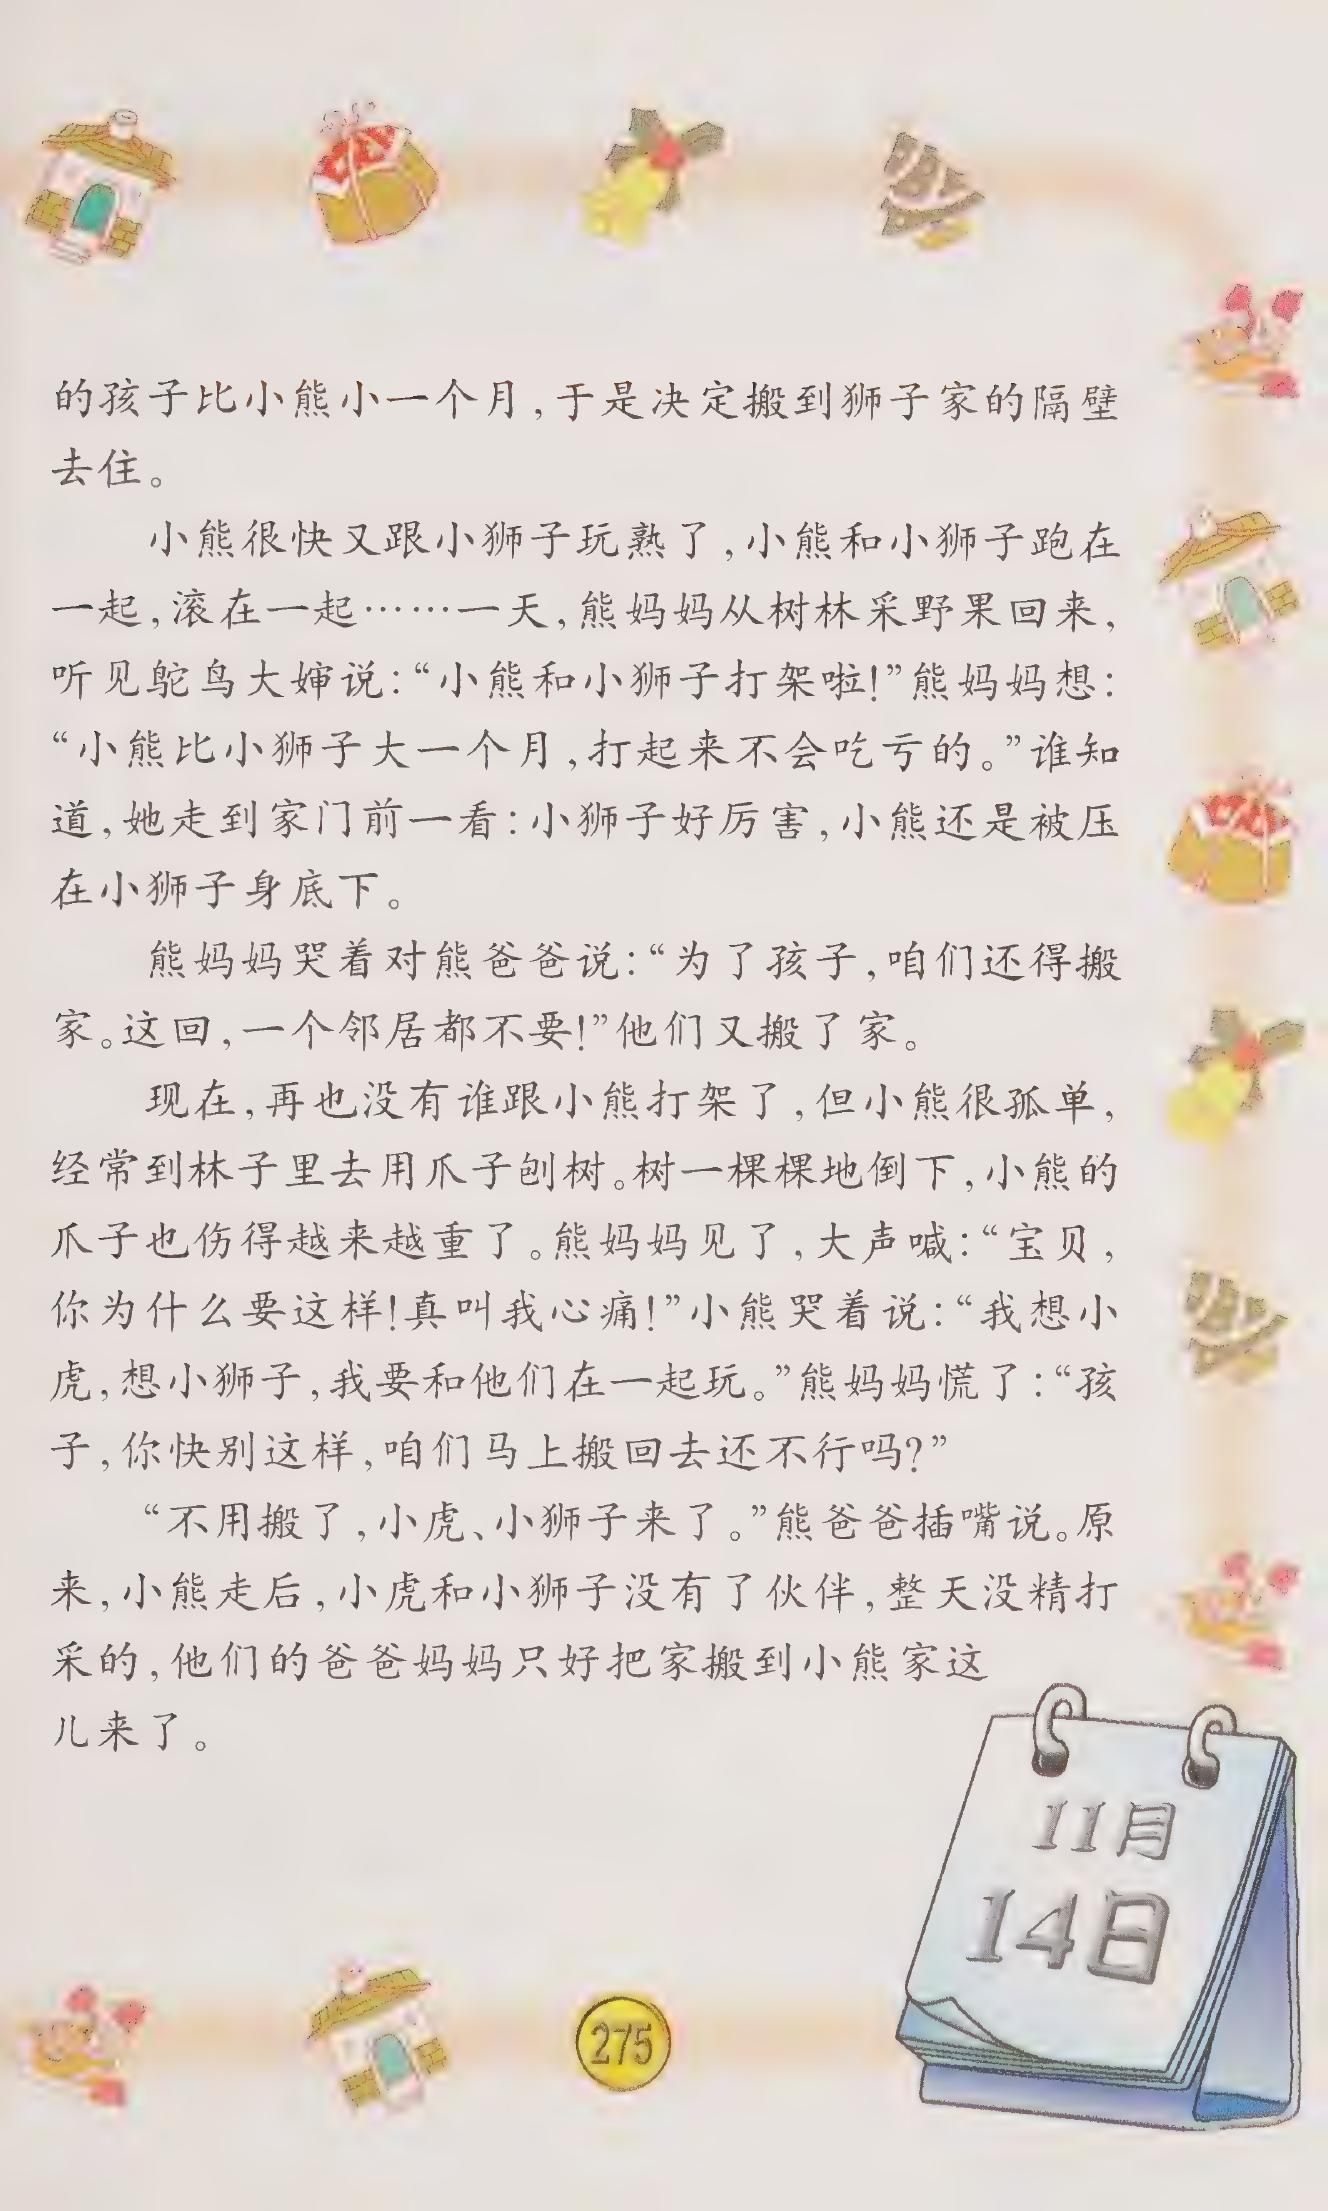 的孩子比小熊小一个月,于是决定搬到狮子家的隔壁
去住。
小熊很快又跟小狮子玩熟了,小熊和小狮子跑在
一起,滚在一起……一天,熊妈妈从树林采野果回来,
听见鸵鸟大婶说:“小熊和小狮子打架啦!”熊妈妈想:
“小熊比小狮子大一个月,打起来不会吃亏的。”谁知
道,她走到家门前一看:小狮子好厉害,小熊还是被压
在小狮子身底下。
熊妈妈哭着对熊爸爸说:“为了孩子,咱们还得搬
家。这回,一个邻居都不要!”他们又搬了家。
现在,再也没有谁跟小熊打架了,但小熊很孤单,
经常到林子里去用爪子刨树。树一棵棵地倒下,小熊的
爪子也伤得越来越重了。熊妈妈见了,大声喊:“宝贝,
你为什么要这样!真叫我心痛!”小熊哭着说:“我想小
虎,想小狮子,我要和他们在一起玩。”熊妈妈慌了:“孩
子,你快别这样,咱们马上搬回去还不行吗?”
“不用搬了,小虎、小狮子来了。”熊爸爸插嘴说。原
来,小熊走后,小虎和小狮子没有了伙伴,整天没精打
采的,他们的爸爸妈妈只好把家搬到小熊家这
儿来了。
11月
14日
275